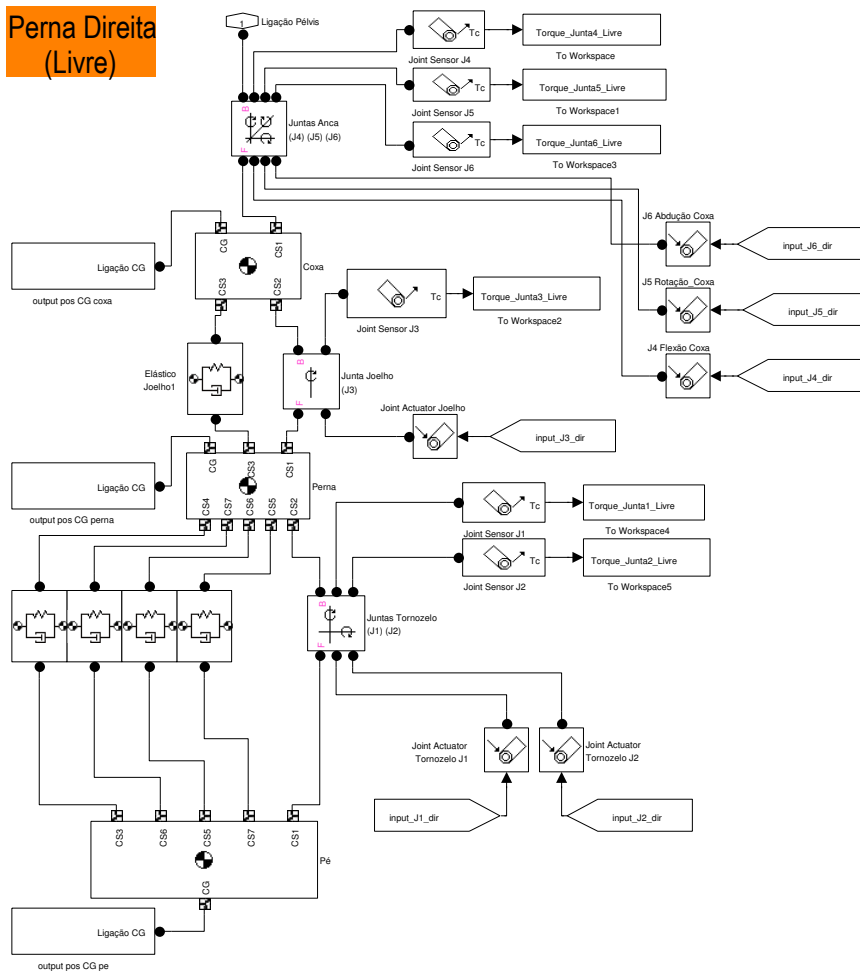 Perna Direita
(Livre)
1
Ligação Pélvis
Tc
Torque_Junta4_Livre
Joint Sensor J4
To Workspace
Tc
Torque_Junta5_Livre
Joint Sensor J5
To Workspace1
B
F
Juntas Anca
(J4) (J5) (J6)
Tc
Torque_Junta6_Livre
Joint Sensor J6
To Workspace3
J6 Abdução Coxa
input_J6_dir
J5 Rotação_Coxa
input_J5_dir
J4 Flexão Coxa
input_J4_dir
CG
CS1
CS3
CS2
Coxa
Ligação CG
output pos CG coxa
Tc
Torque_Junta3_Livre
Joint Sensor J3
To Workspace2
Elástico
Joelho1
B
F
Junta Joelho
(J3)
Joint Actuator Joelho
input_J3_dir
CG
CS3
CS1
CS4
CS7
CS6
CS5
CS2
Perna
Ligação CG
output pos CG perna
Tc
Torque_Junta1_Livre
Joint Sensor J1
To Workspace4
Tc
Torque_Junta2_Livre
Joint Sensor J2
To Workspace5
B
F
Juntas Tornozelo
(J1) (J2)
Joint Actuator
Tornozelo J1
Joint Actuator
Tornozelo J2
input_J1_dir
input_J2_dir
CS3
CS6
CS5
CS7
CS1
CG
Pé
Ligação CG
output pos CG pe